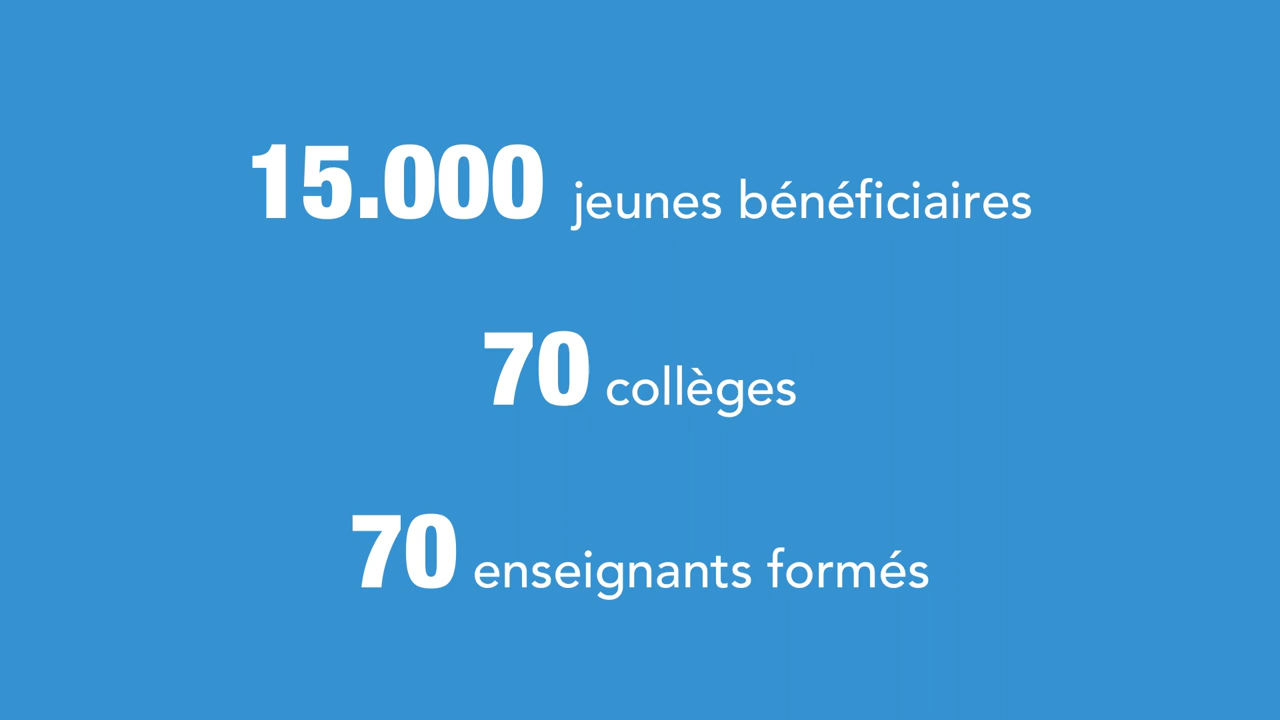 15.000 jeunes bénéficiaires
70 collèges
70 enseignants formés